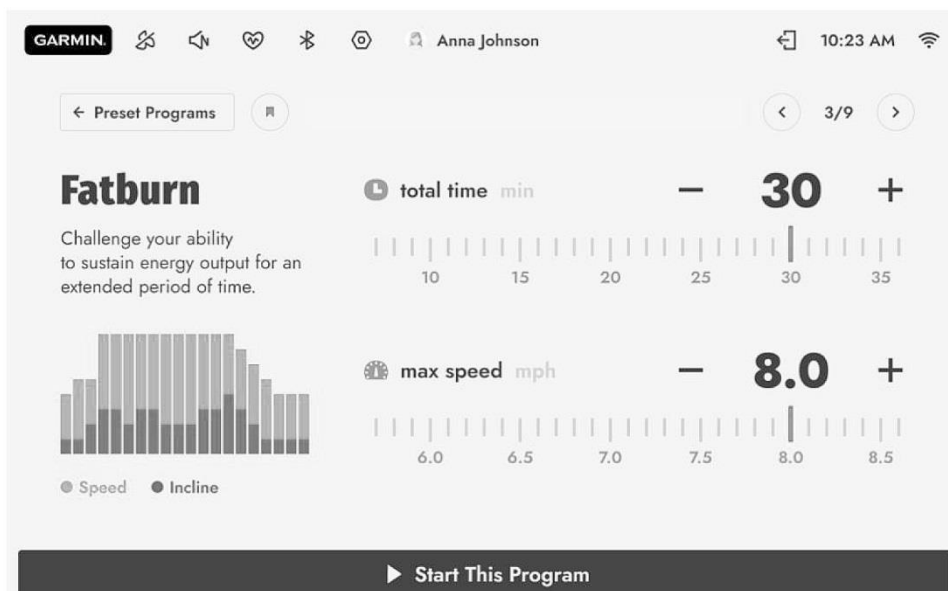 GARMIN. Anna Johnson 10:23 AM
Preset Programs 3/9
Fatburn
Challenge your ability
to sustain energy output for an
extended period of time.
Speed Incline
total time min 30
10 15 20 25 30 35
max speed mph 8.0
6.0 6.5 7.0 7.5 8.0 8.5
Start This Program